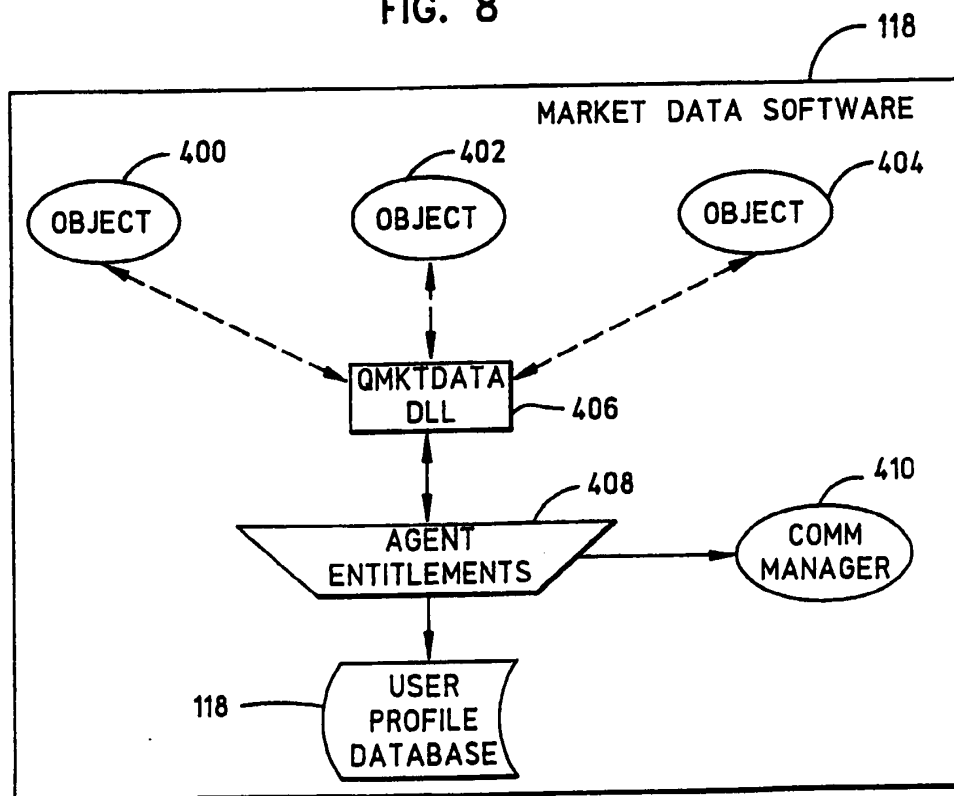 FIG. 8
118
MARKET DATA SOFTWARE
400
402
404
OBJECT
OBJECT
OBJECT
QMKTDATA
DLL
406
408
410
AGENT
ENTITLEMENTS
COMM
MANAGER
118
USER
PROFILE
DATABASE